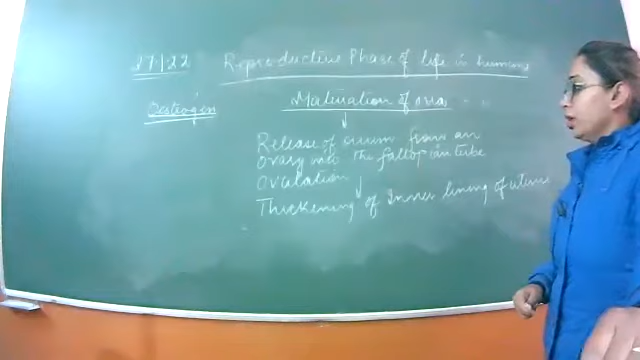 27/1/22
Reproductive Phase of life in humans
Oestrogen
Maturation of ova
Release of ovum from an
Ovary into the fallopian tube
Ovulation
Thickening of Inner lining of uterus